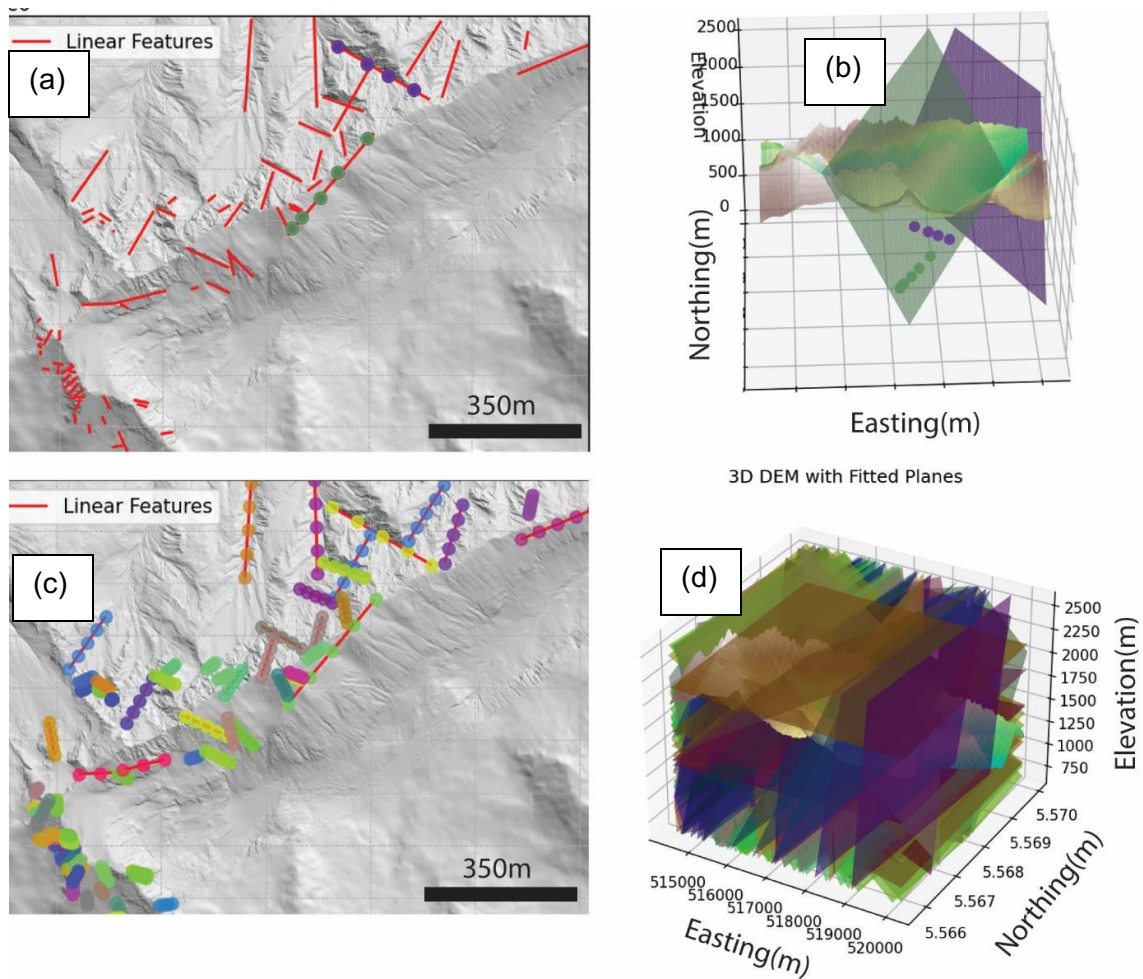 Linear Features
(a)
350m
2500
2000
1500
1000
500
0
Elevation
(b)
Northing(m)
Easting(m)
Linear Features
(c)
350m
3D DEM with Fitted Planes
(d)
2500
2250
2000
1750
1500
1250
1000
750
Elevation(m)
5.570
5.569
5.568
5.567
5.566
Northing(m)
515000
516000
517000
518000
519000
520000
Easting(m)